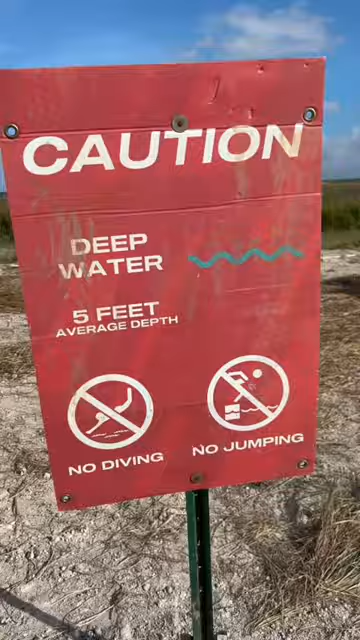 CAUTION
DEEP
WATER
5 FEET
AVERAGE DEPTH
NO DIVING
NO JUMPING